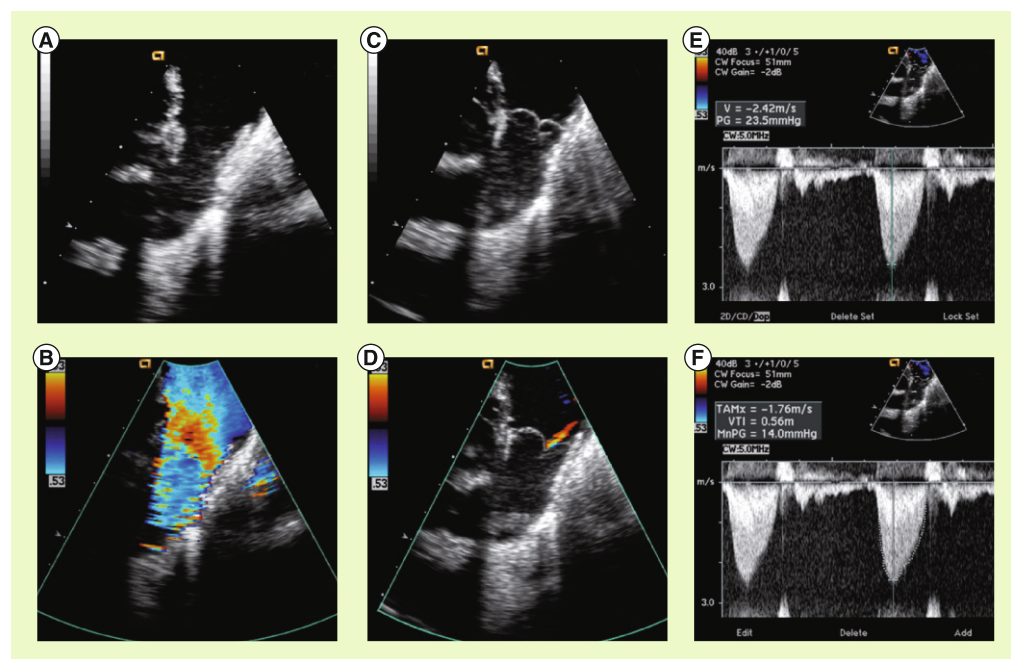 A
C
E
40dB 3 •/+1/0/5
CW Focus= 51mm
CW Gain= -2dB
.53
V = -2.42m/s
PG = 23.5mmHg
CW:5.0MHz
m/s
3.0
2D/CD/Dop Delete Set Lock Set
B
.53
.53
D
.53
.53
F
40dB 3 •/+1/0/5
CW Focus= 51mm
CW Gain= -2dB
.53
TAMx = -1.76m/s
VTI = 0.56m
MnPG = 14.0mmHg
CW:5.0MHz
m/s
3.0
Edit Delete Add